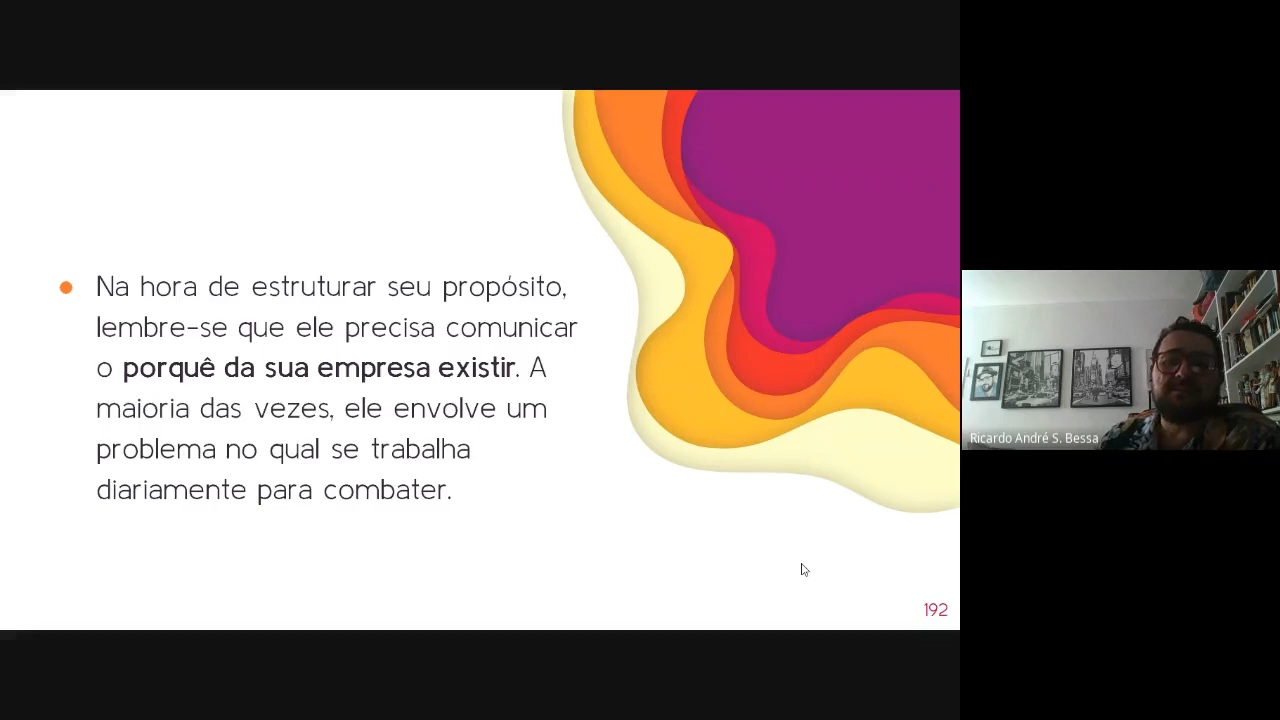 Na hora de estruturar seu propósito,
lembre-se que ele precisa comunicar
o porquê da sua empresa existir. A
maioria das vezes, ele envolve um
problema no qual se trabalha
diariamente para combater.
192
Ricardo André S. Bessa